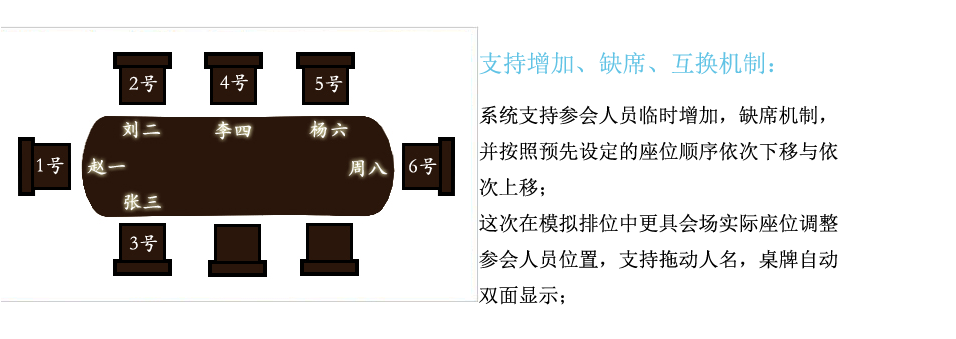 2号 4号 5号
刘二 李四 杨六
1号 赵一 周八 6号
张三
3号
支持增加、缺席、互换机制：
系统支持参会人员临时增加，缺席机制，
并按照预先设定的座位顺序依次下移与依
次上移；
这次在模拟排位中更具会场实际座位调整
参会人员位置，支持拖动人名，桌牌自动
双面显示；